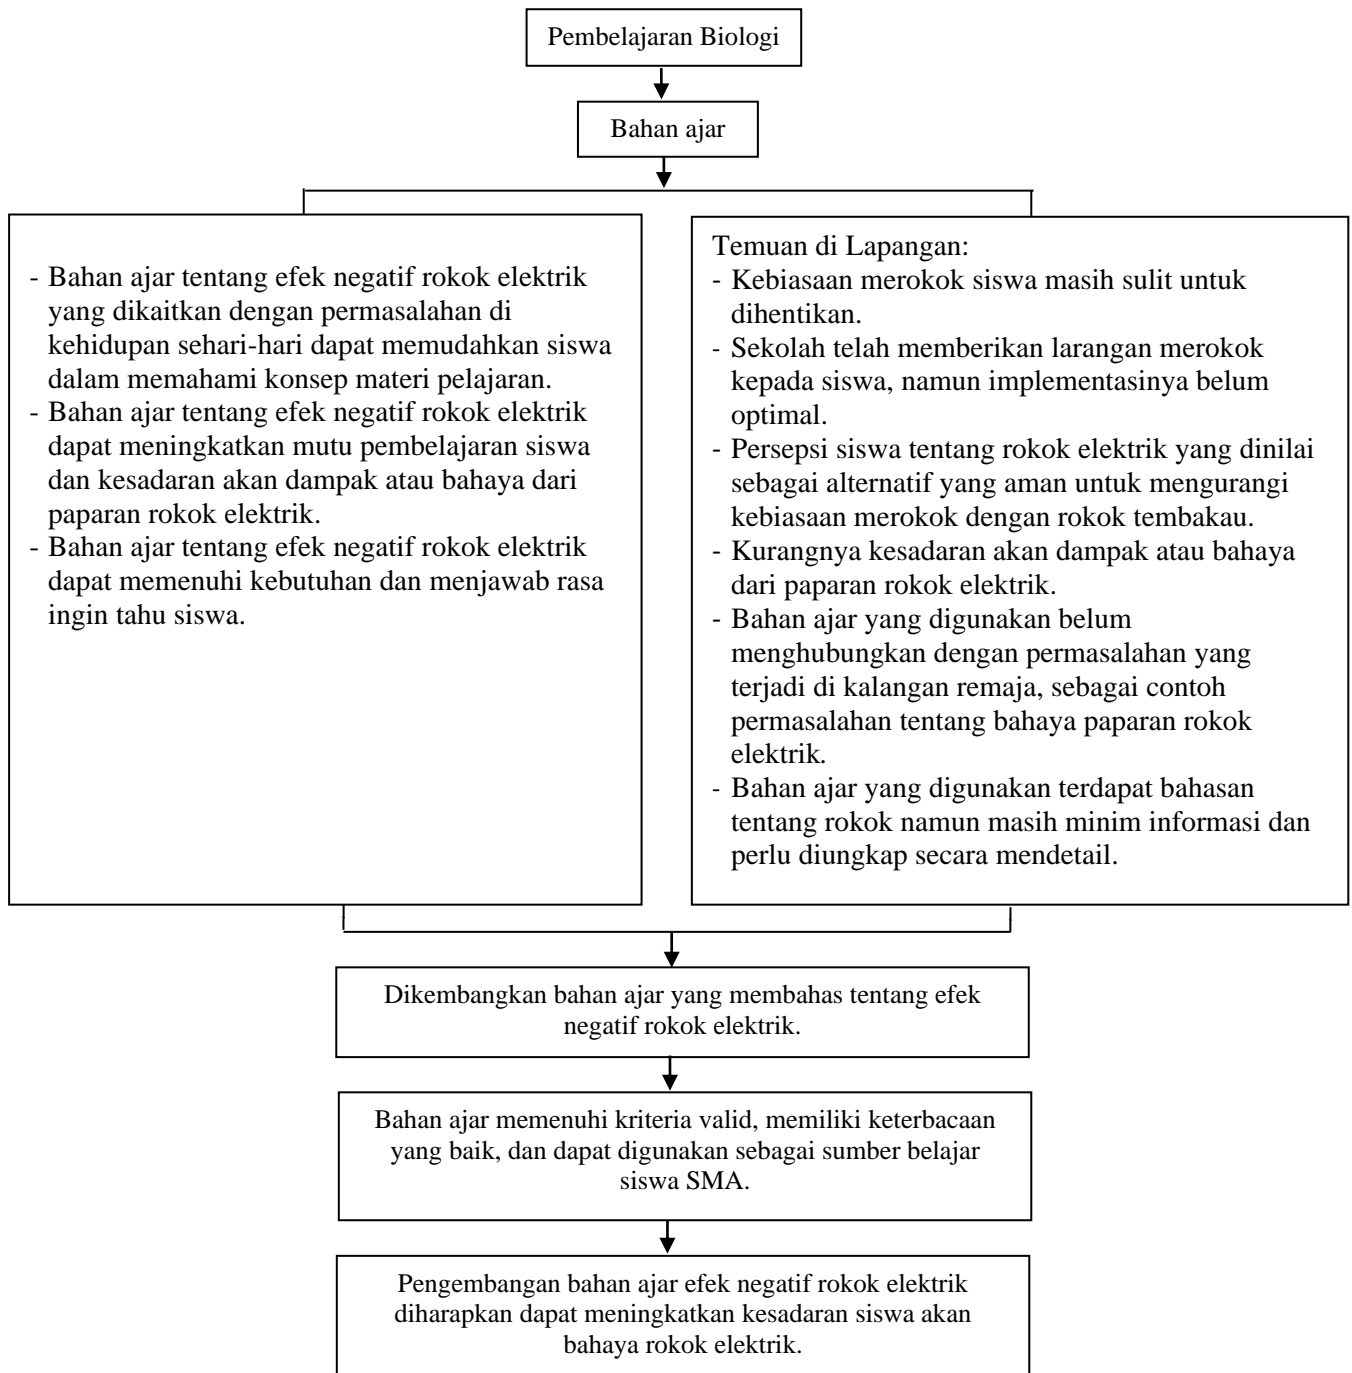 Pembelajaran Biologi
Bahan ajar
- Bahan ajar tentang efek negatif rokok elektrik
yang dikaitkan dengan permasalahan di
kehidupan sehari-hari dapat memudahkan siswa
dalam memahami konsep materi pelajaran.
- Bahan ajar tentang efek negatif rokok elektrik
dapat meningkatkan mutu pembelajaran siswa
dan kesadaran akan dampak atau bahaya dari
paparan rokok elektrik.
- Bahan ajar tentang efek negatif rokok elektrik
dapat memenuhi kebutuhan dan menjawab rasa
ingin tahu siswa.
Temuan di Lapangan:
- Kebiasaan merokok siswa masih sulit untuk
dihentikan.
- Sekolah telah memberikan larangan merokok
kepada siswa, namun implementasinya belum
optimal.
- Persepsi siswa tentang rokok elektrik yang dinilai
sebagai alternatif yang aman untuk mengurangi
kebiasaan merokok dengan rokok tembakau.
- Kurangnya kesadaran akan dampak atau bahaya
dari paparan rokok elektrik.
- Bahan ajar yang digunakan belum
menghubungkan dengan permasalahan yang
terjadi di kalangan remaja, sebagai contoh
permasalahan tentang bahaya paparan rokok
elektrik.
- Bahan ajar yang digunakan terdapat bahasan
tentang rokok namun masih minim informasi dan
perlu diungkap secara mendetail.
Dikembangkan bahan ajar yang membahas tentang efek
negatif rokok elektrik.
Bahan ajar memenuhi kriteria valid, memiliki keterbacaan
yang baik, dan dapat digunakan sebagai sumber belajar
siswa SMA.
Pengembangan bahan ajar efek negatif rokok elektrik
diharapkan dapat meningkatkan kesadaran siswa akan
bahaya rokok elektrik.